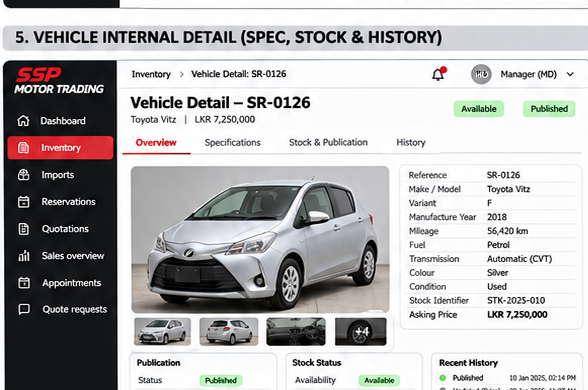 5. VEHICLE INTERNAL DETAIL (SPEC, STOCK & HISTORY)
SSP
MOTOR TRADING
Inventory > Vehicle Detail: SR-0126
Manager (MD)
Dashboard
Inventory
Imports
Reservations
Quotations
Sales overview
Appointments
Quote requests
Vehicle Detail – SR-0126
Toyota Vitz | LKR 7,250,000
Available
Published
Overview Specifications Stock & Publication History
Reference SR-0126
Make / Model Toyota Vitz
Variant F
Manufacture Year 2018
Mileage 56,420 km
Fuel Petrol
Transmission Automatic (CVT)
Colour Silver
Condition Used
Stock Identifier STK-2025-010
Asking Price LKR 7,250,000
+4
Publication
Status Published
Stock Status
Availability Available
Recent History
Published 10 Jan 2025, 02:14 PM